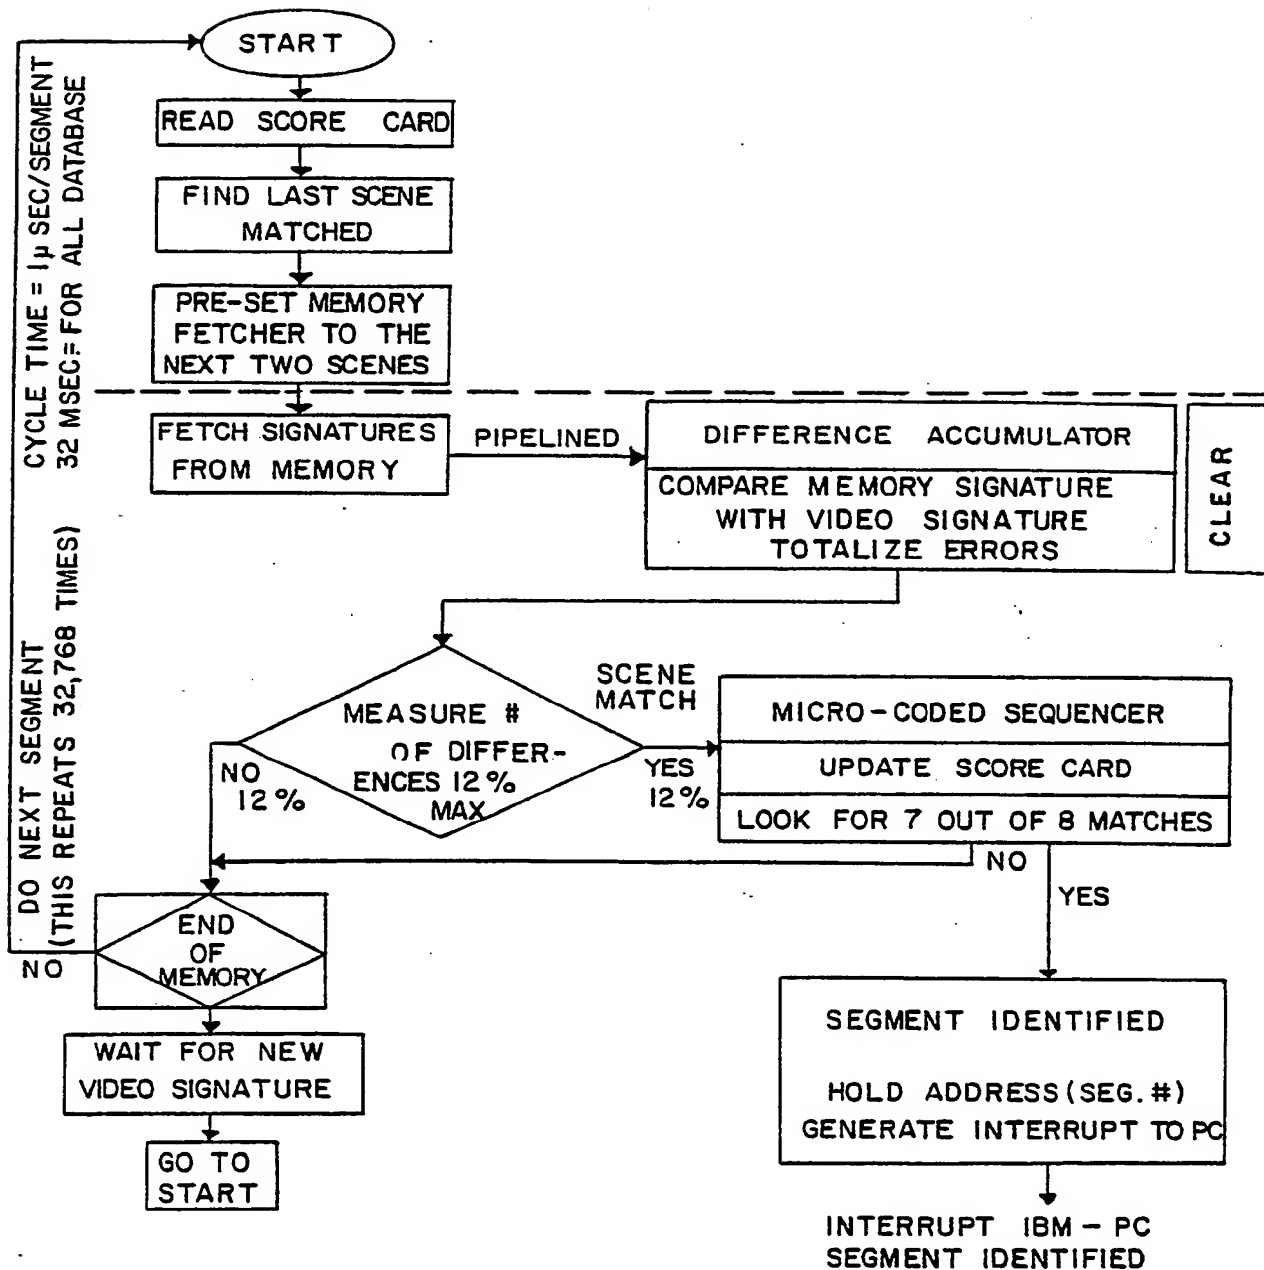 START
READ SCORE CARD
FIND LAST SCENE
MATCHED
PRE-SET MEMORY
FETCHER TO THE
NEXT TWO SCENES
CYCLE TIME = 1µ SEC/SEGMENT
32 MSEC= FOR ALL DATABASE
DO NEXT SEGMENT
(THIS REPEATS 32,768 TIMES)
FETCH SIGNATURES
FROM MEMORY
PIPELINED
DIFFERENCE ACCUMULATOR
COMPARE MEMORY SIGNATURE
WITH VIDEO SIGNATURE
TOTALIZE ERRORS
CLEAR
MEASURE #
OF DIFFER-
ENCES 12%
MAX
NO
12%
SCENE
MATCH
YES
12%
MICRO-CODED SEQUENCER
UPDATE SCORE CARD
LOOK FOR 7 OUT OF 8 MATCHES
NO
YES
END
OF
MEMORY
NO
WAIT FOR NEW
VIDEO SIGNATURE
GO TO
START
SEGMENT IDENTIFIED
HOLD ADDRESS (SEG. #)
GENERATE INTERRUPT TO PC
INTERRUPT IBM - PC
SEGMENT IDENTIFIED